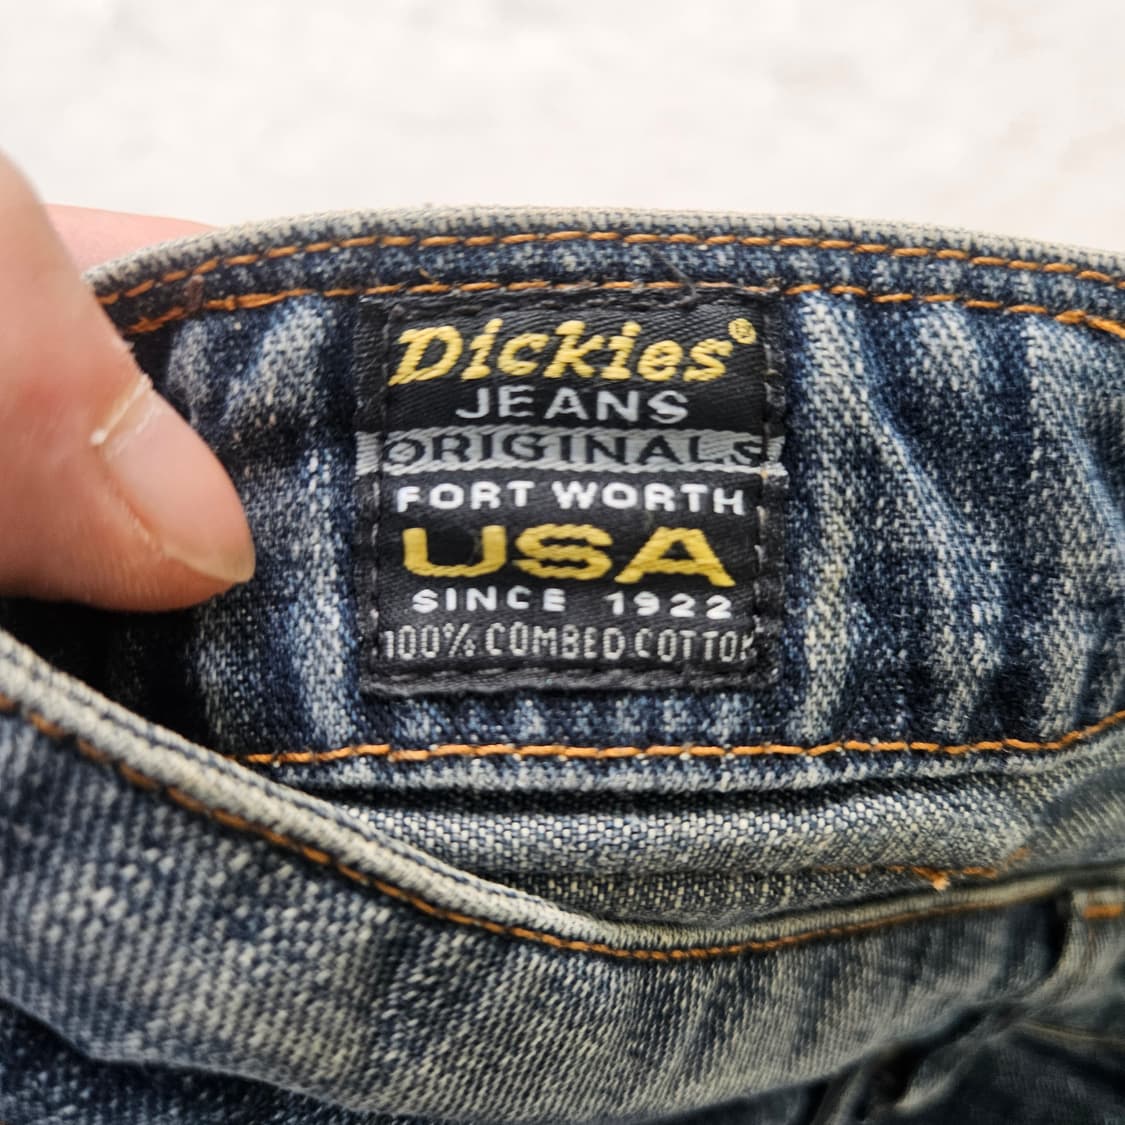 Dickies®
JEANS
ORIGINALS
FORT WORTH
USA
SINCE 1922
100% COMBED COTTON